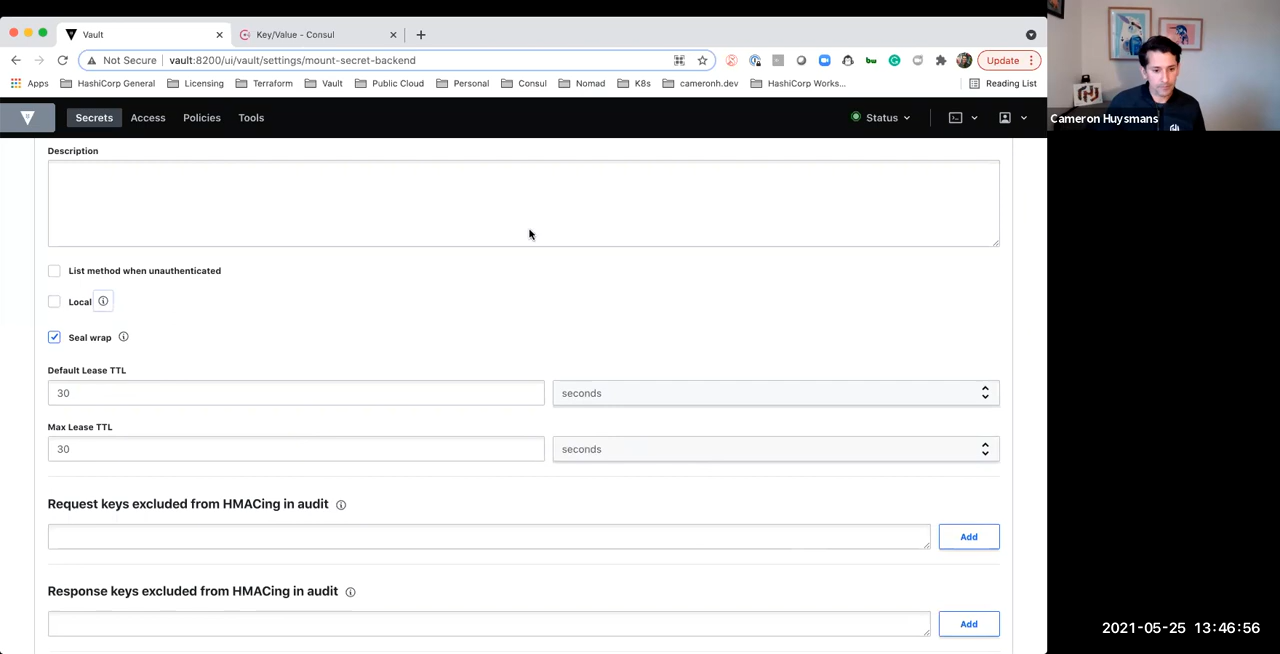 Vault
Key/Value - Consul
Not Secure
vault:8200/ui/vault/settings/mount-secret-backend
Update
Apps
HashiCorp General
Licensing
Terraform
Vault
Public Cloud
Personal
Consul
Nomad
K8s
cameronh.dev
HashiCorp Works...
Reading List
Secrets
Access
Policies
Tools
Status
Cameron Huysmans
Description
List method when unauthenticated
Local
Seal wrap
Default Lease TTL
30
seconds
Max Lease TTL
30
seconds
Request keys excluded from HMACing in audit
Add
Response keys excluded from HMACing in audit
Add
2021-05-25 13:46:56